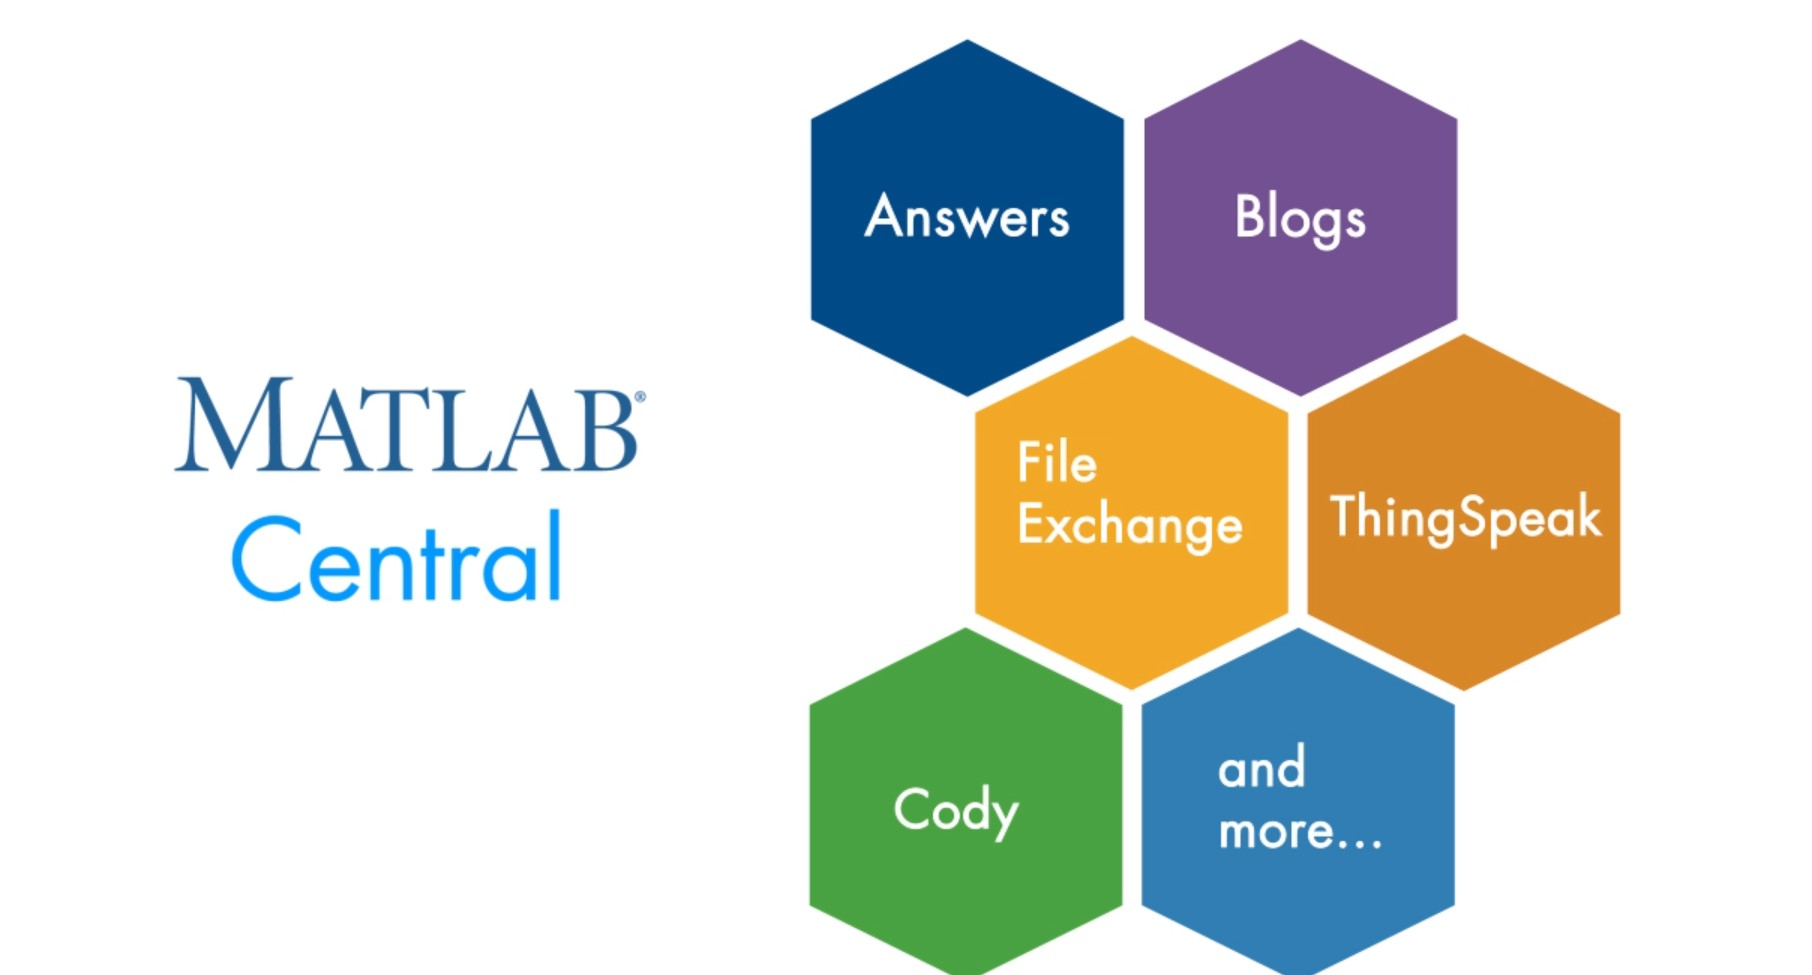 MATLAB®
Central
Answers
Blogs
File
Exchange
ThingSpeak
Cody
and
more...